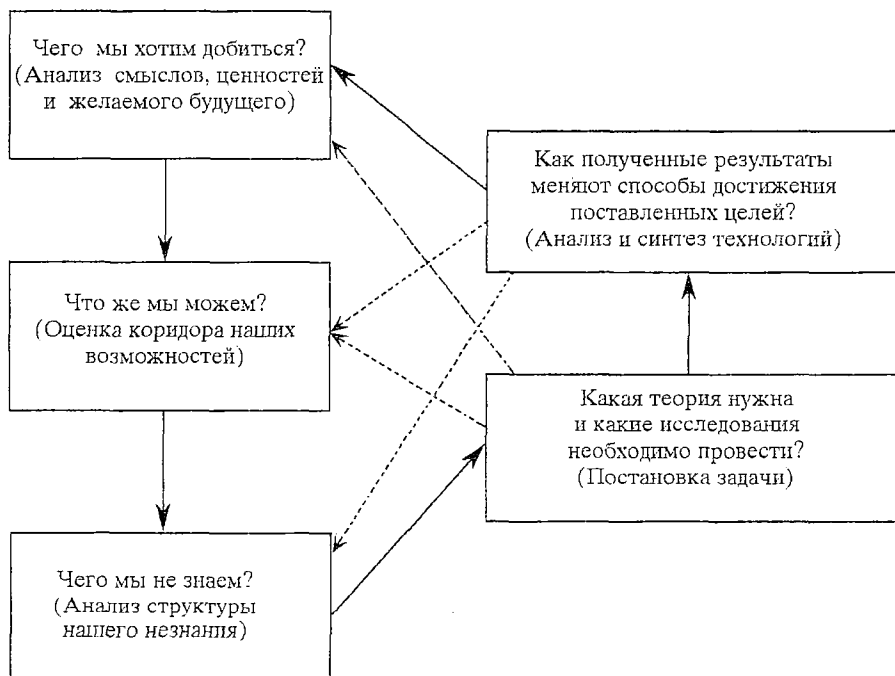 Чего мы хотим добиться?
(Анализ смыслов, ценностей
и желаемого будущего)
Что же мы можем?
(Оценка коридора наших
возможностей)
Чего мы не знаем?
(Анализ структуры
нашего незнания)
Как полученные результаты
меняют способы достижения
поставленных целей?
(Анализ и синтез технологий)
Какая теория нужна
и какие исследования
необходимо провести?
(Постановка задачи)